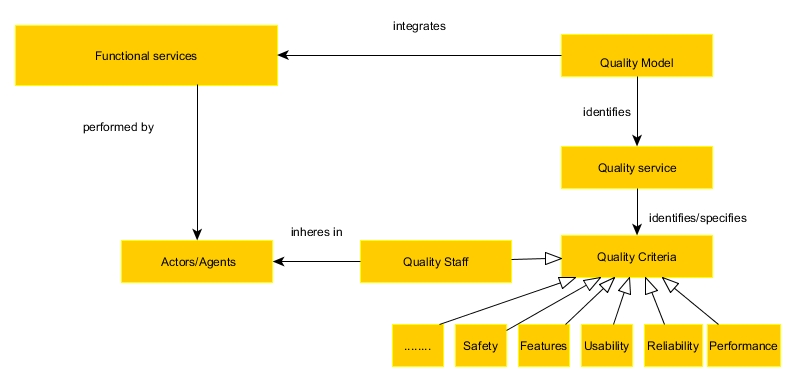 integrates
Functional services
Quality Model
identifies
performed by
Quality service
identifies/specifies
inheres in
Actors/Agents
Quality Staff
Quality Criteria
........
Safety
Features
Usability
Reliability
Performance